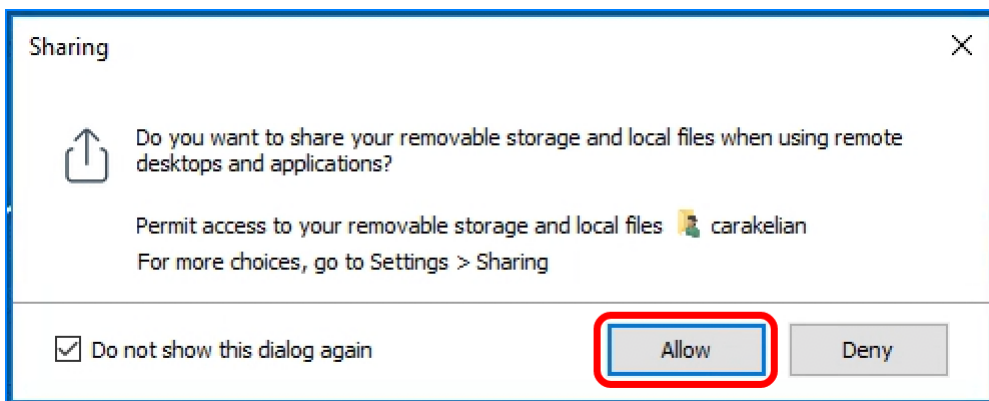 Sharing
Do you want to share your removable storage and local files when using remote
desktops and applications?
Permit access to your removable storage and local files carakelian
For more choices, go to Settings > Sharing
Do not show this dialog again
Allow
Deny